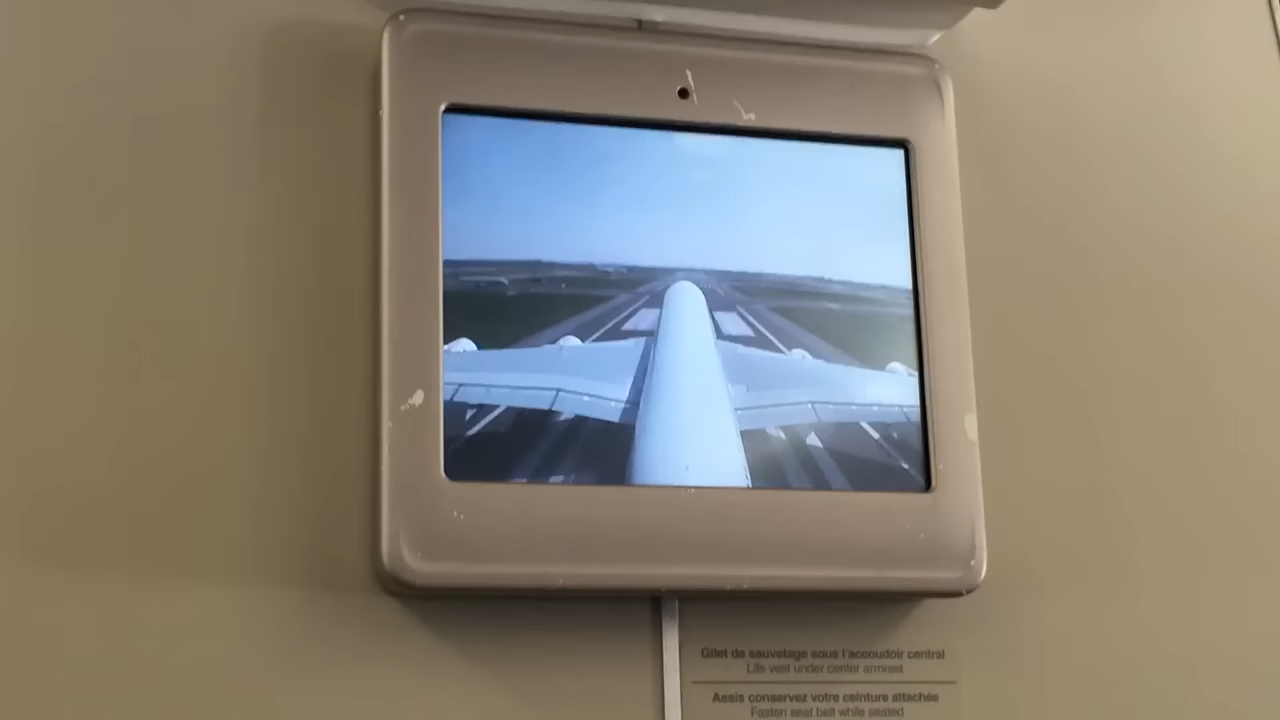 Gilet de sauvetage sous l'accoudoir central
Life vest under center armrest
Assis conservez votre ceinture attachée
Fasten seat belt while seated